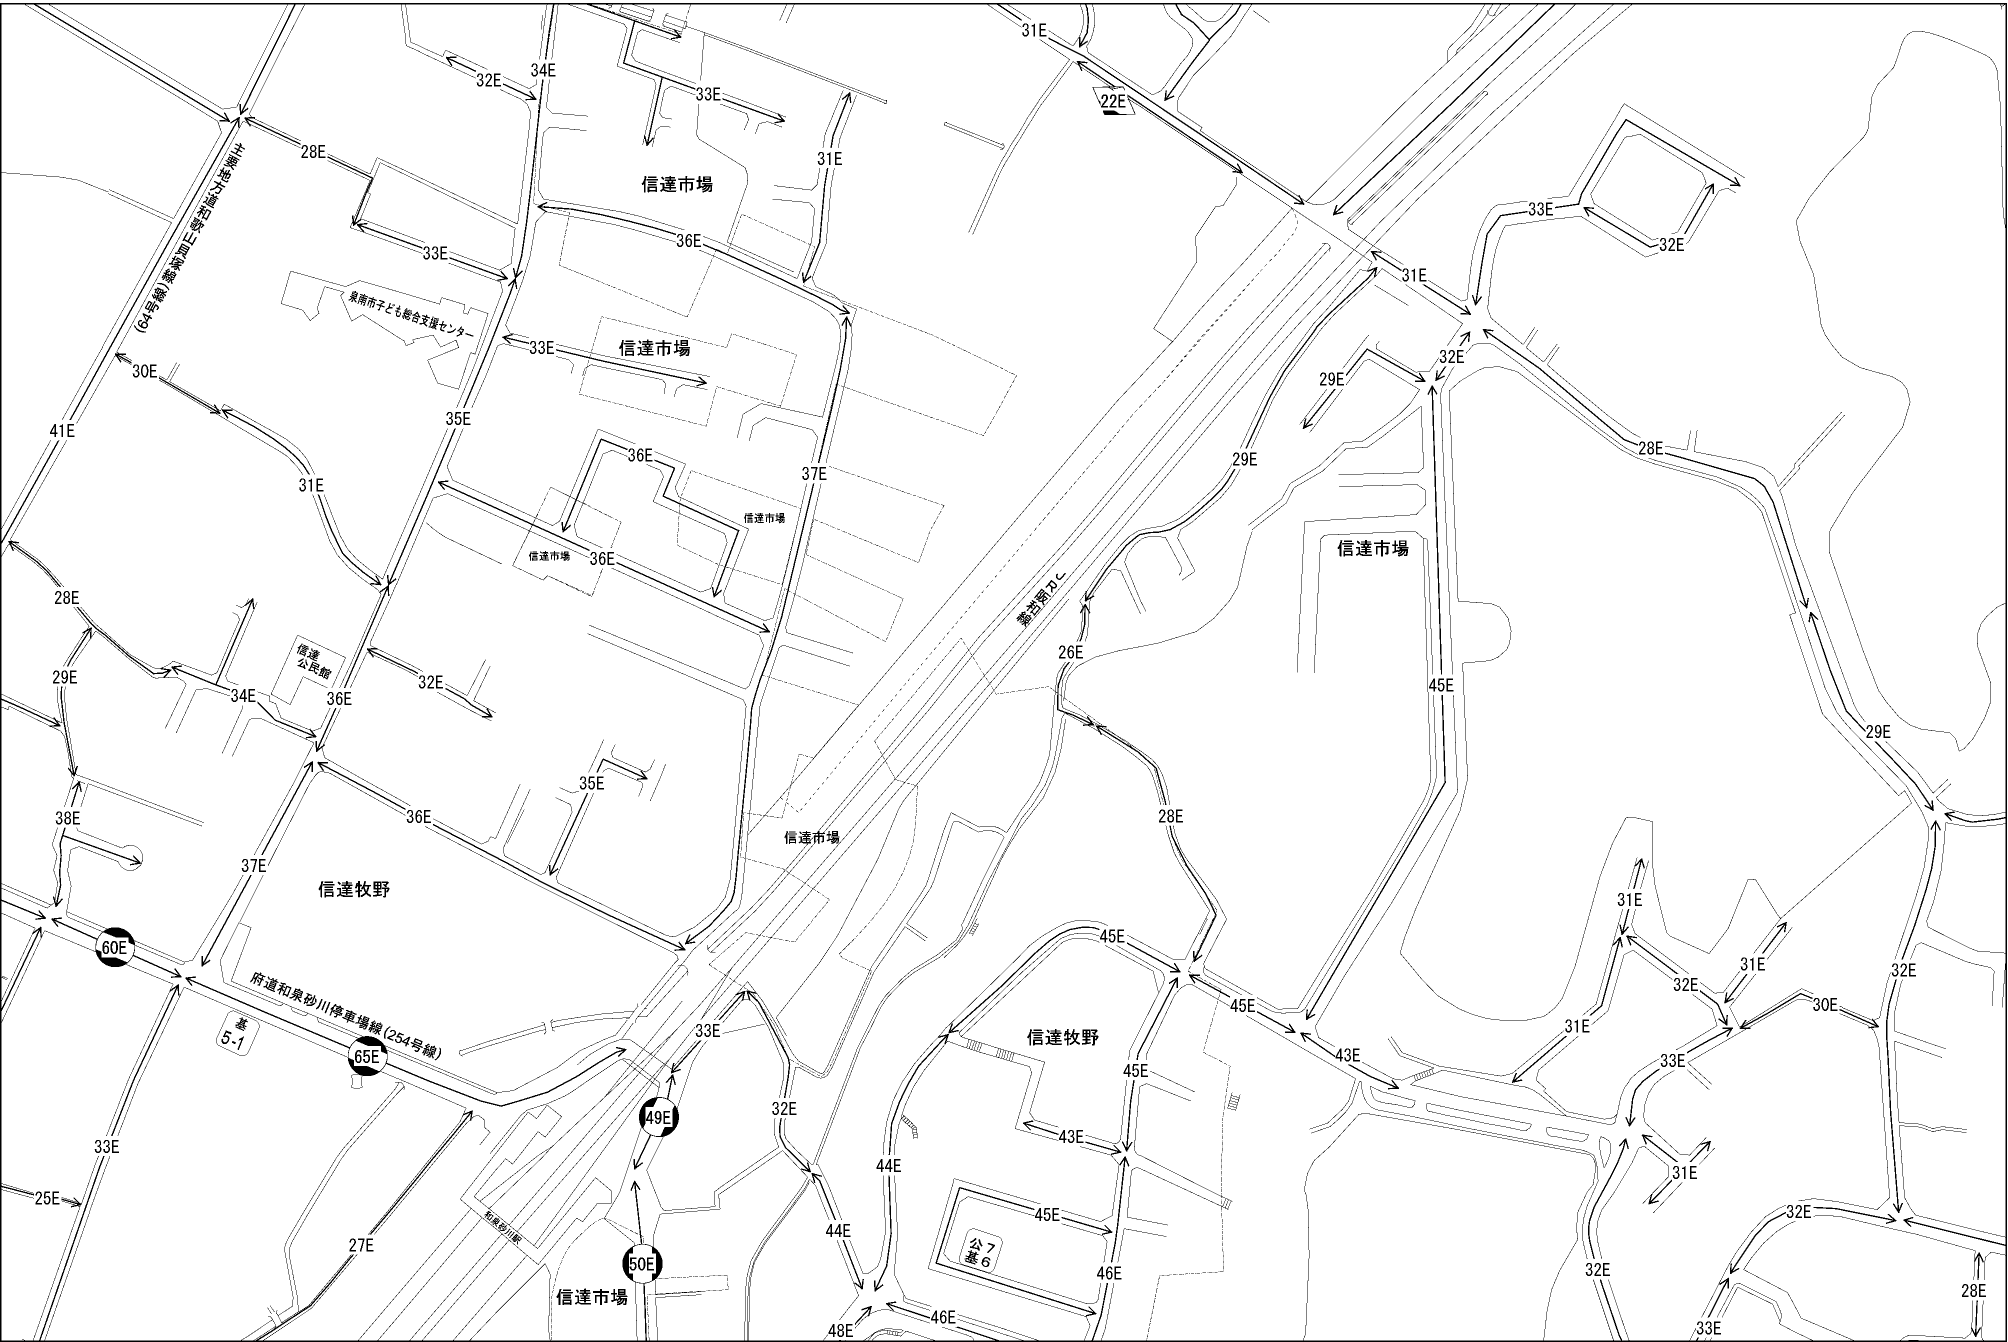 31E
34E
32E
33E
22E
28E
31E
信達市場
主要地方道和歌山貝塚線
(64号線)
33E
32E
36E
33E
31E
泉南市子ども総合支援センター
33E
信達市場
32E
30E
29E
35E
41E
28E
36E
29E
37E
31E
信達市場
信達市場
信達市場
36E
JR阪和線
28E
信達
公民館
26E
29E
32E
45E
34E
36E
29E
35E
38E
36E
28E
信達市場
37E
信達牧野
31E
45E
60E
31E
32E
32E
府道和泉砂川停車場線(254号線)
45E
30E
基
5-1
31E
33E
信達牧野
65E
43E
33E
45E
32E
49E
43E
33E
44E
31E
25E
和泉砂川駅
45E
32E
44E
27E
公 7
基 6
50E
46E
32E
信達市場
28E
46E
48E
33E